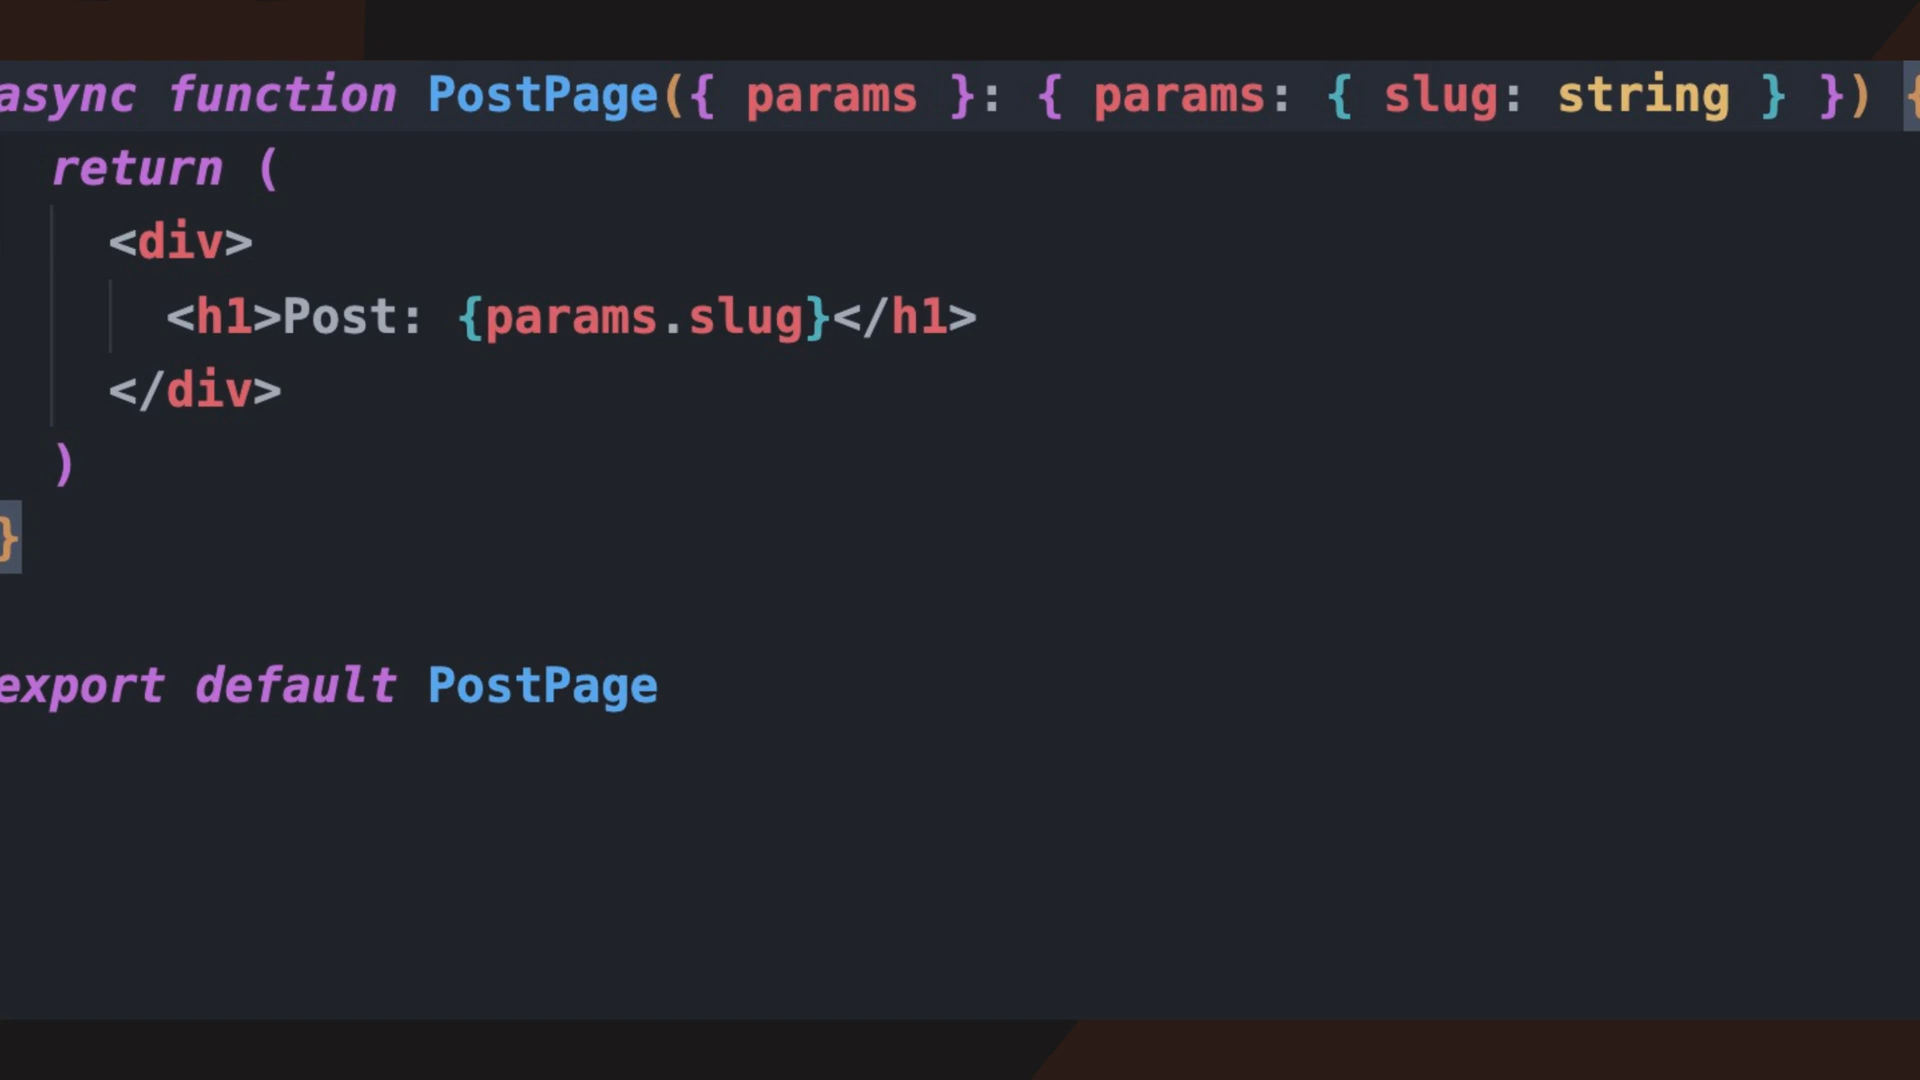 async function PostPage({ params }: { params: { slug: string } }) {
return (
<div>
<h1>Post: {params.slug}</h1>
</div>
)
}
export default PostPage